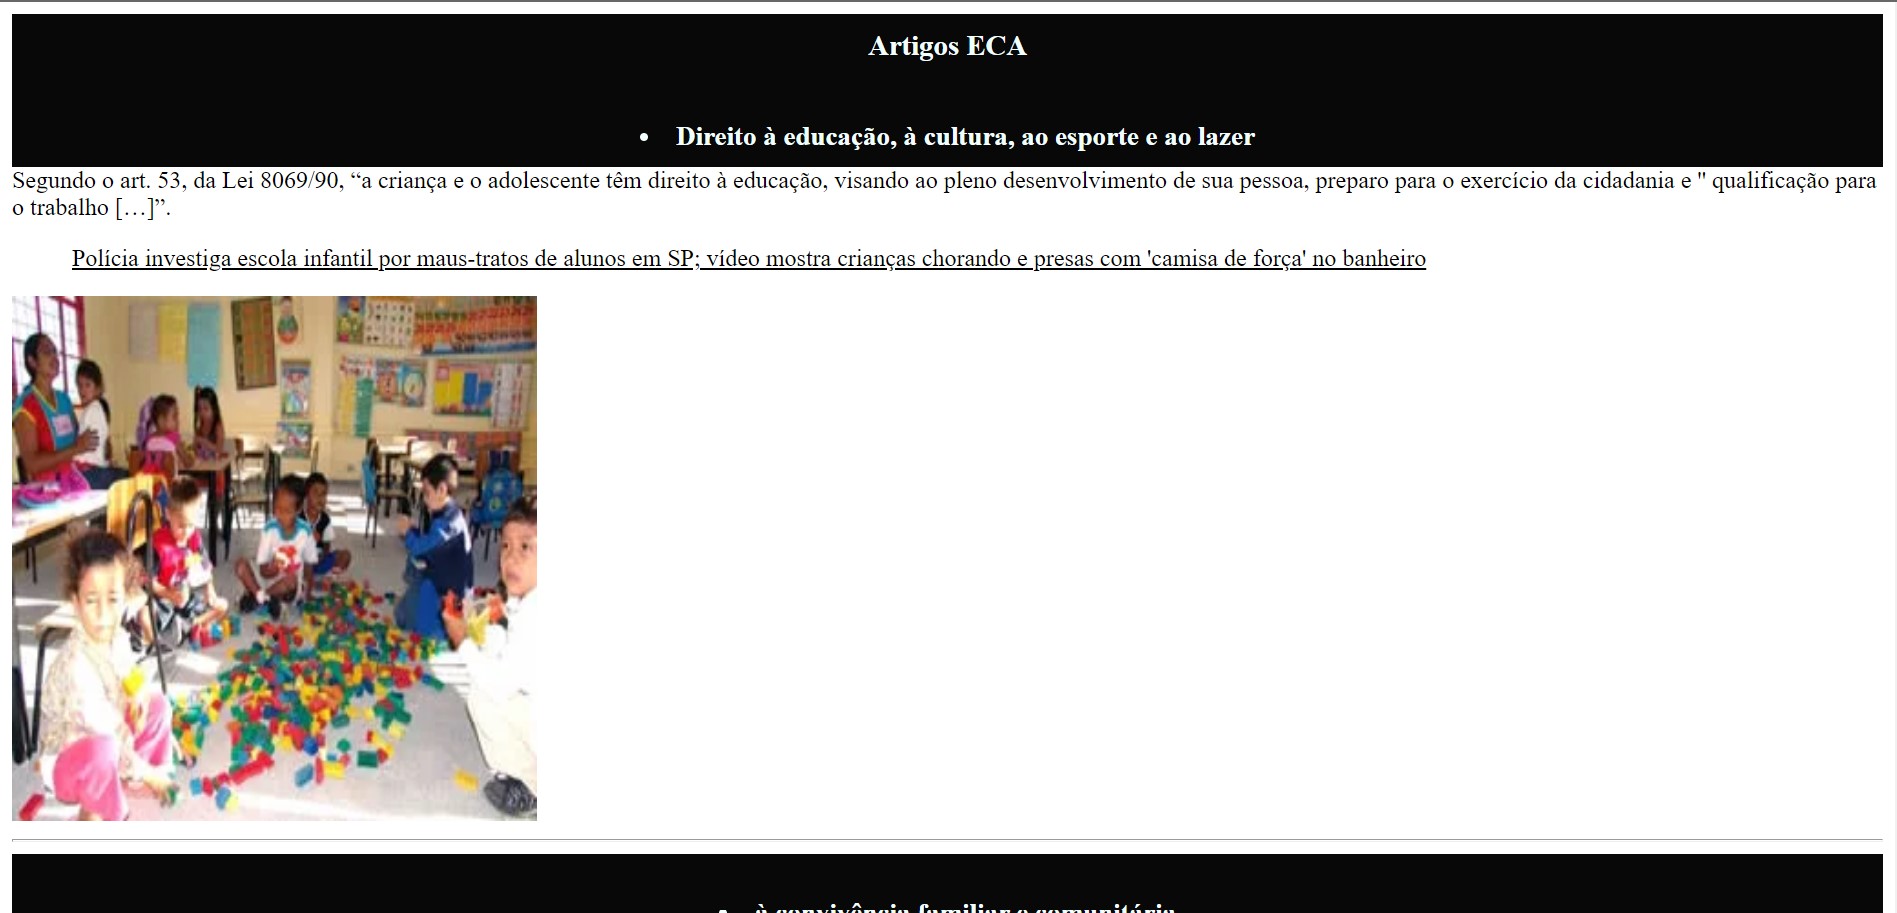 Artigos ECA
• Direito à educação, à cultura, ao esporte e ao lazer
Segundo o art. 53, da Lei 8069/90, “a criança e o adolescente têm direito à educação, visando ao pleno desenvolvimento de sua pessoa, preparo para o exercício da cidadania e " qualificação para
o trabalho […]”.
Polícia investiga escola infantil por maus-tratos de alunos em SP; vídeo mostra crianças chorando e presas com 'camisa de força' no banheiro
• à convivência familiar e comunitária